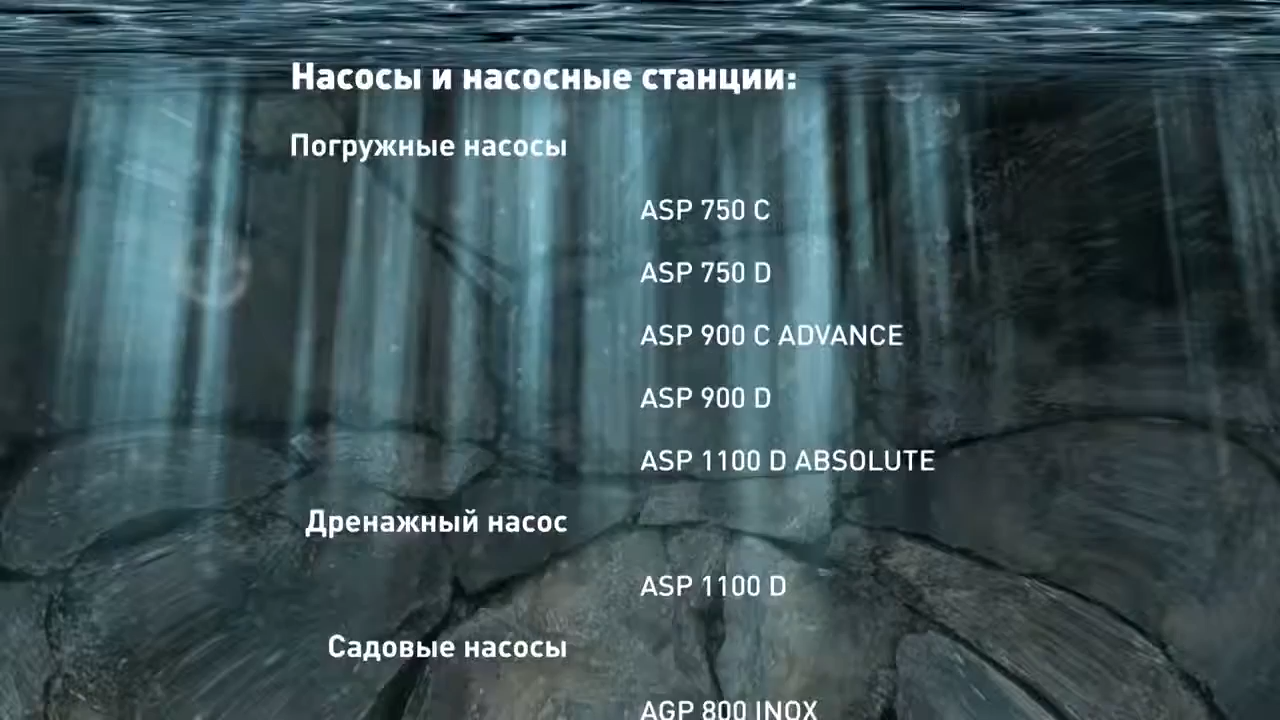 Насосы и насосные станции:
Погружные насосы
ASP 750 C
ASP 750 D
ASP 900 C ADVANCE
ASP 900 D
ASP 1100 D ABSOLUTE
Дренажный насос
ASP 1100 D
Садовые насосы
AGP 800 INOX